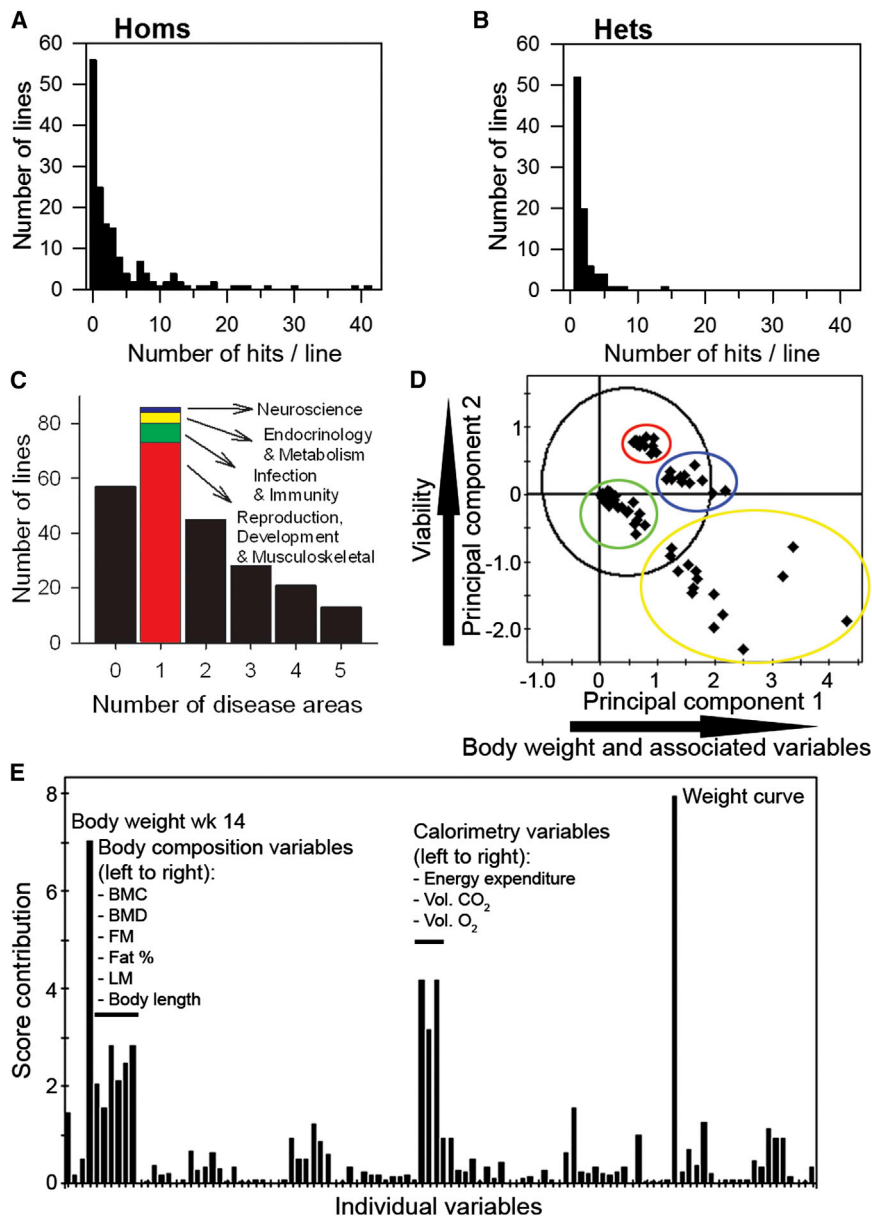 A
Homs
60
50
40
30
20
10
0
Number of lines
0
10
20
30
40
Number of hits / line
B
Hets
60
50
40
30
20
10
0
Number of lines
0
10
20
30
40
Number of hits / line
C
80
60
40
20
0
Number of lines
Neuroscience
Endocrinology
& Metabolism
Infection
& Immunity
Reproduction,
Development
& Musculoskeletal
0
1
2
3
4
5
Number of disease areas
D
Viability
Principal component 2
1
0
-1.0
-2.0
-1.0
0
1
2
3
4
Principal component 1
Body weight and associated variables
E
8
6
4
2
0
Score contribution
Body weight wk 14
Body composition variables
(left to right):
- BMC
- BMD
- FM
- Fat %
- LM
- Body length
Calorimetry variables
(left to right):
- Energy expenditure
- Vol. CO2
- Vol. O2
Weight curve
Individual variables